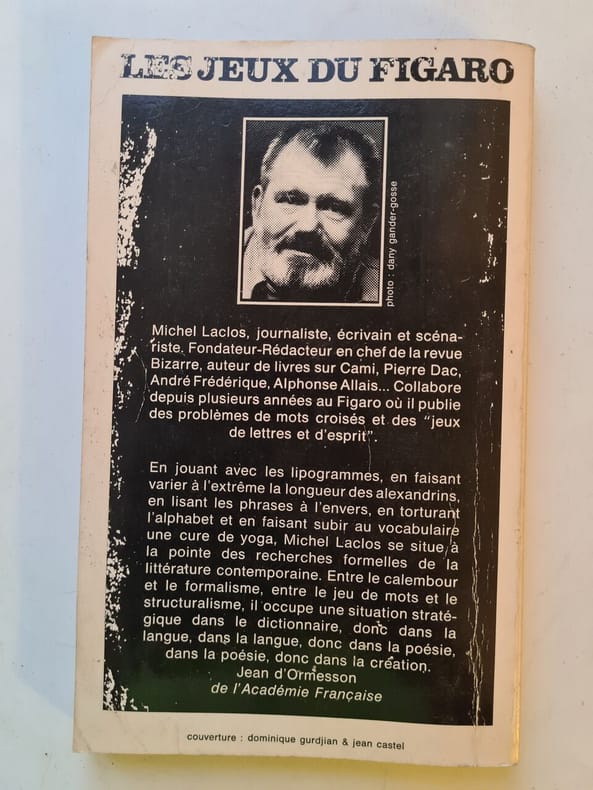 LES JEUX DU FIGARO
photo : dany gander-gosse
Michel Laclos, journaliste, écrivain et scéna-
riste. Fondateur-Rédacteur en chef de la revue
Bizarre, auteur de livres sur Cami, Pierre Dac,
André Frédérique, Alphonse Allais... Collabore
depuis plusieurs années au Figaro où il publie
des problèmes de mots croisés et des "jeux
de lettres et d'esprit".
En jouant avec les lipogrammes, en faisant
varier à l'extrême la longueur des alexandrins,
en lisant les phrases à l'envers, en torturant
l'alphabet et en faisant subir au vocabulaire
une cure de yoga, Michel Laclos se situe à
la pointe des recherches formelles de la
littérature contemporaine. Entre le calembour
et le formalisme, entre le jeu de mots et le
structuralisme, il occupe une situation straté-
gique dans le dictionnaire, donc dans la
langue, dans la langue, donc dans la poésie,
dans la poésie, donc dans la création.
Jean d'Ormesson
de l'Académie Française
couverture : dominique gurdjian & jean castel